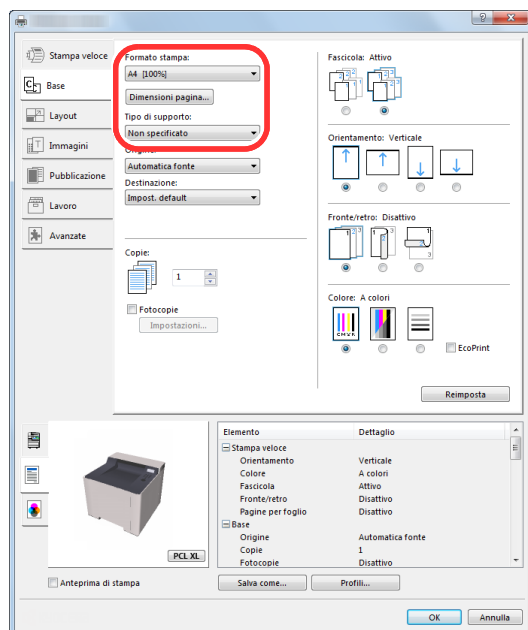 Stampa veloce
Base
Layout
Immagini
Pubblicazione
Lavoro
Avanzate
Formato stampa:
A4 [100%]
Dimensioni pagina...
Tipo di supporto:
Non specificato
Automatica fonte
Destinazione:
Impost. default
Copie:
1
Fotocopie
Impostazioni...
Fascicola: Attivo
Orientamento: Verticale
Fronte/retro: Disattivo
Colore: A colori
CMYK
EcoPrint
Reimposta
PCL XL
Anteprima di stampa
Elemento Dettaglio
Stampa veloce
Orientamento Verticale
Colore A colori
Fascicola Attivo
Fronte/retro Disattivo
Pagine per foglio Disattivo
Base
Origine Automatica fonte
Copie 1
Fotocopie Disattivo
Salva come... Profili...
OK Annulla